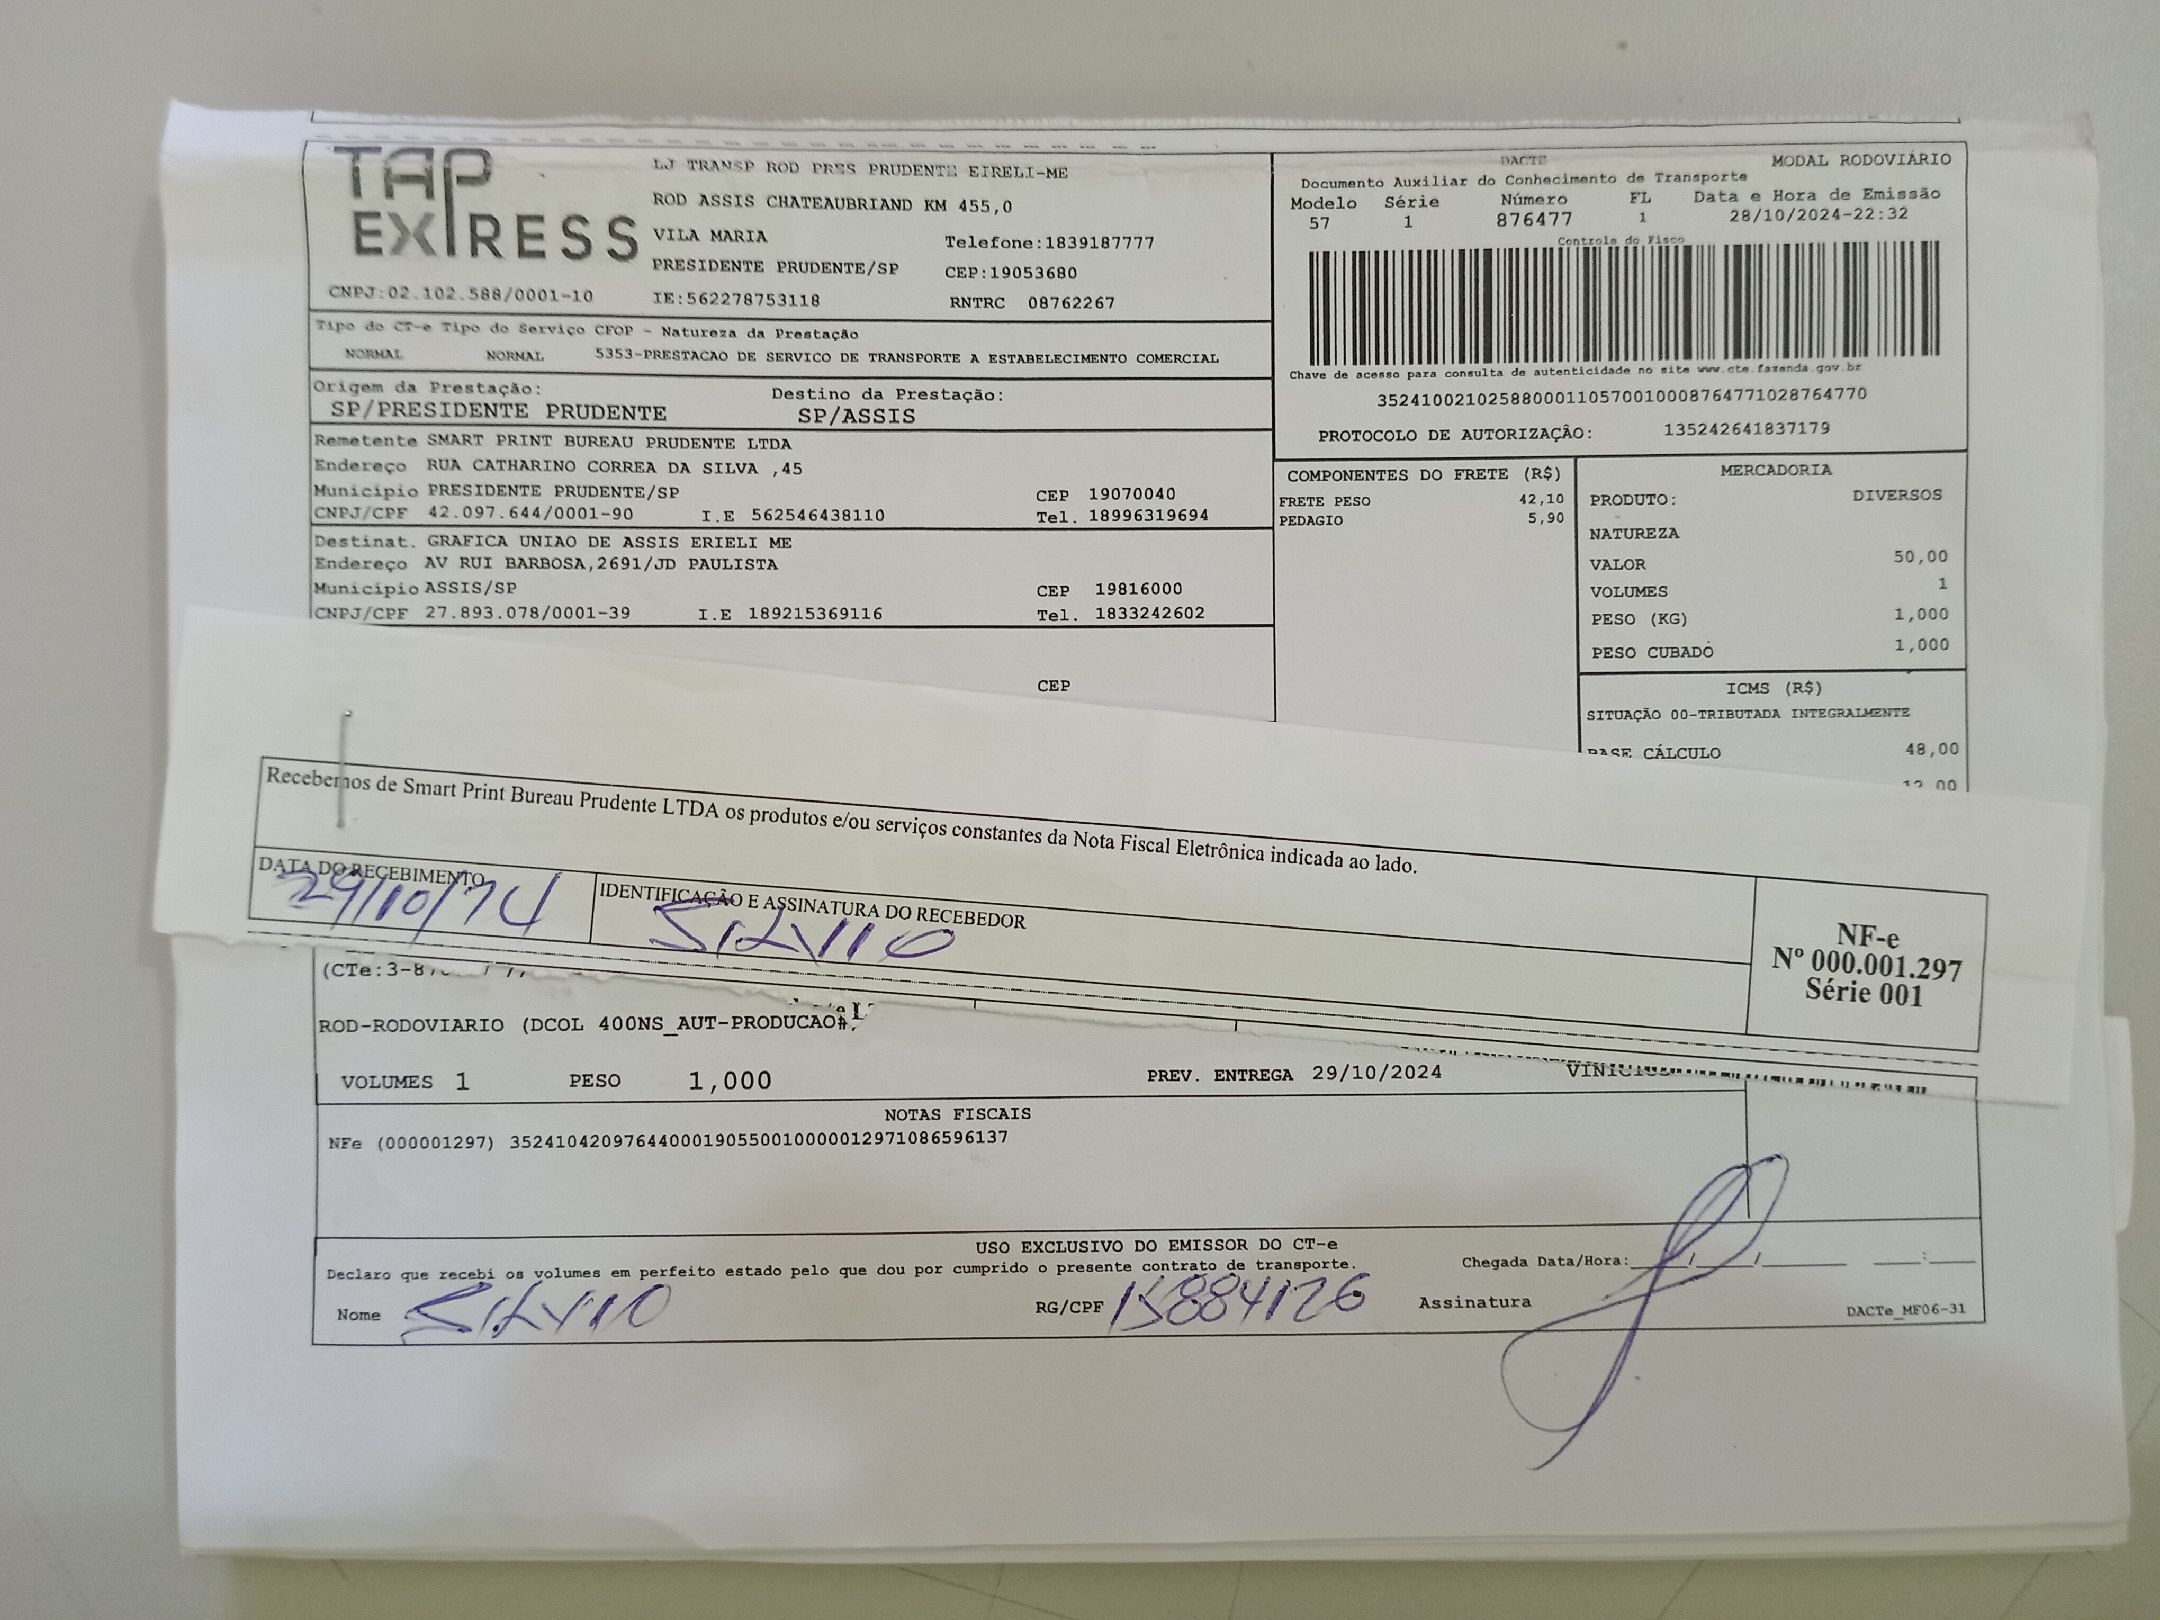 TAP EXPRESS
LJ TRANSP ROD PRES PRUDENTE EIRELI-ME
ROD ASSIS CHATEAUBRIAND KM 455,0
VILA MARIA Telefone:1839187777
PRESIDENTE PRUDENTE/SP CEP:19053680
CNPJ:02.102.588/0001-10 IE:562278753118 RNTRC 08762267
DACTE MODAL RODOVIÁRIO
Documento Auxiliar do Conhecimento de Transporte
Modelo Série Número FL Data e Hora de Emissão
57 1 876477 1 28/10/2024-22:32
Controle do Fisco
Chave de acesso para consulta de autenticidade no site www.cte.fazenda.gov.br
35241002102588000110570010008764771028764770
PROTOCOLO DE AUTORIZAÇÃO: 135242641837179
Tipo do CT-e Tipo do Serviço CFOP - Natureza da Prestação
NORMAL NORMAL 5353-PRESTACAO DE SERVICO DE TRANSPORTE A ESTABELECIMENTO COMERCIAL
Origem da Prestação: Destino da Prestação:
SP/PRESIDENTE PRUDENTE SP/ASSIS
Remetente SMART PRINT BUREAU PRUDENTE LTDA
Endereço RUA CATHARINO CORREA DA SILVA ,45
Município PRESIDENTE PRUDENTE/SP CEP 19070040
CNPJ/CPF 42.097.644/0001-90 I.E 562546438110 Tel. 18996319694
Destinat. GRAFICA UNIAO DE ASSIS ERIELI ME
Endereço AV RUI BARBOSA,2691/JD PAULISTA
Município ASSIS/SP CEP 19816000
CNPJ/CPF 27.893.078/0001-39 I.E 189215369116 Tel. 1833242602
CEP
COMPONENTES DO FRETE (R$)
FRETE PESO 42,10
PEDAGIO 5,90
MERCADORIA
PRODUTO: DIVERSOS
NATUREZA
VALOR 50,00
VOLUMES 1
PESO (KG) 1,000
PESO CUBADO 1,000
ICMS (R$)
SITUAÇÃO 00-TRIBUTADA INTEGRALMENTE
BASE CÁLCULO 48,00
12,00
Recebemos de Smart Print Bureau Prudente LTDA os produtos e/ou serviços constantes da Nota Fiscal Eletrônica indicada ao lado.
DATA DO RECEBIMENTO IDENTIFICAÇÃO E ASSINATURA DO RECEBEDOR
29/10/24 SILVIO
NF-e
Nº 000.001.297
Série 001
(CTe:3-8
ROD-RODOVIARIO (DCOL 400NS_AUT-PRODUCAO#,
VOLUMES 1 PESO 1,000 PREV. ENTREGA 29/10/2024 VINICIUS
NOTAS FISCAIS
NFe (000001297) 35241042097644000190550010000012971086596137
USO EXCLUSIVO DO EMISSOR DO CT-e
Declaro que recebi os volumes em perfeito estado pelo que dou por cumprido o presente contrato de transporte. Chegada Data/Hora:____/____/______ ____:____
Nome SILVIO RG/CPF 15884126 Assinatura DACTe_MF06-31